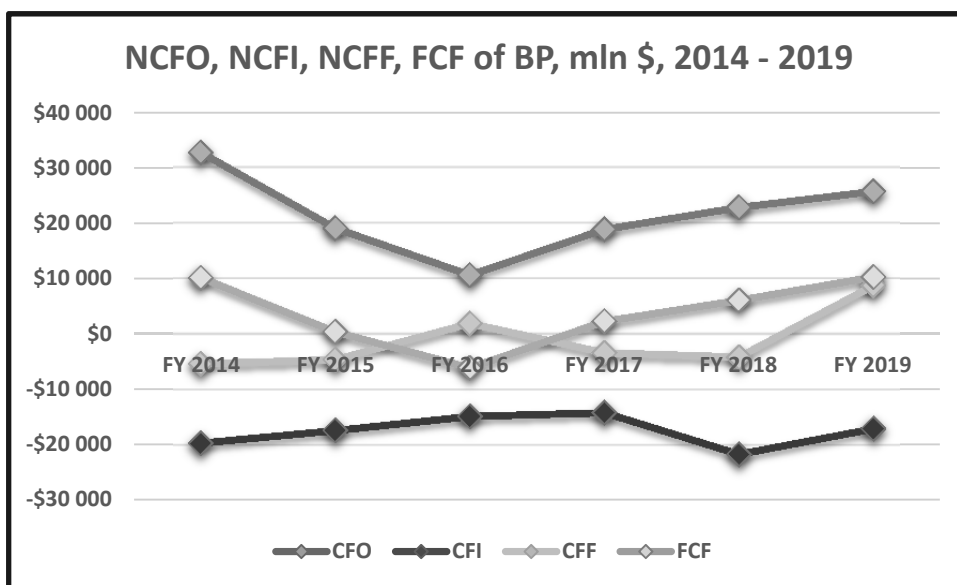 NCFO, NCFI, NCFF, FCF of BP, mln $, 2014 - 2019
$40 000
$30 000
$20 000
$10 000
$0
FY 2014 FY 2015 FY 2016 FY 2017 FY 2018 FY 2019
-$10 000
-$20 000
-$30 000
CFO CFI CFF FCF